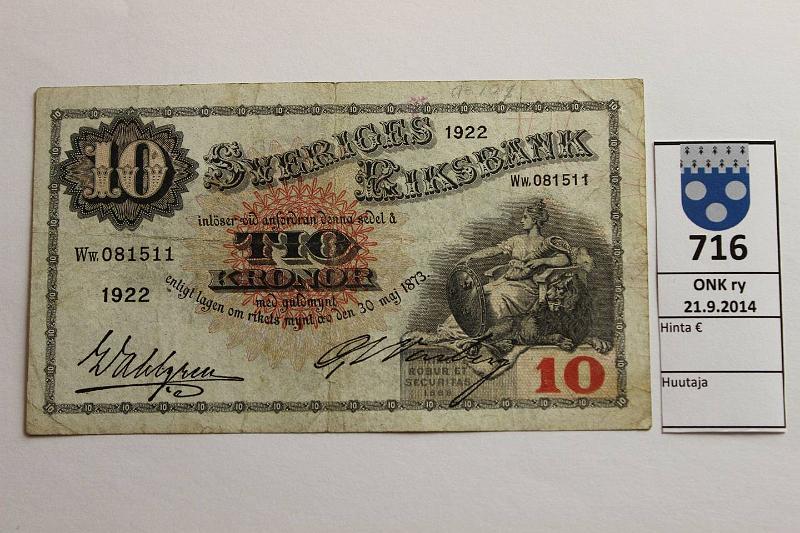 10
SVERIGES
RIKSBANK
1922
Ww. 081511
inlöser vid anfordran denna sedel å
TIO
KRONOR
Ww. 081511
1922
med guldmynt
enligt lagen om rikets mynt av den 30 maj 1873.
ROBUR ET
SECURITAS
1668
10
716
ONK ry
21.9.2014
Hinta €
Huutaja